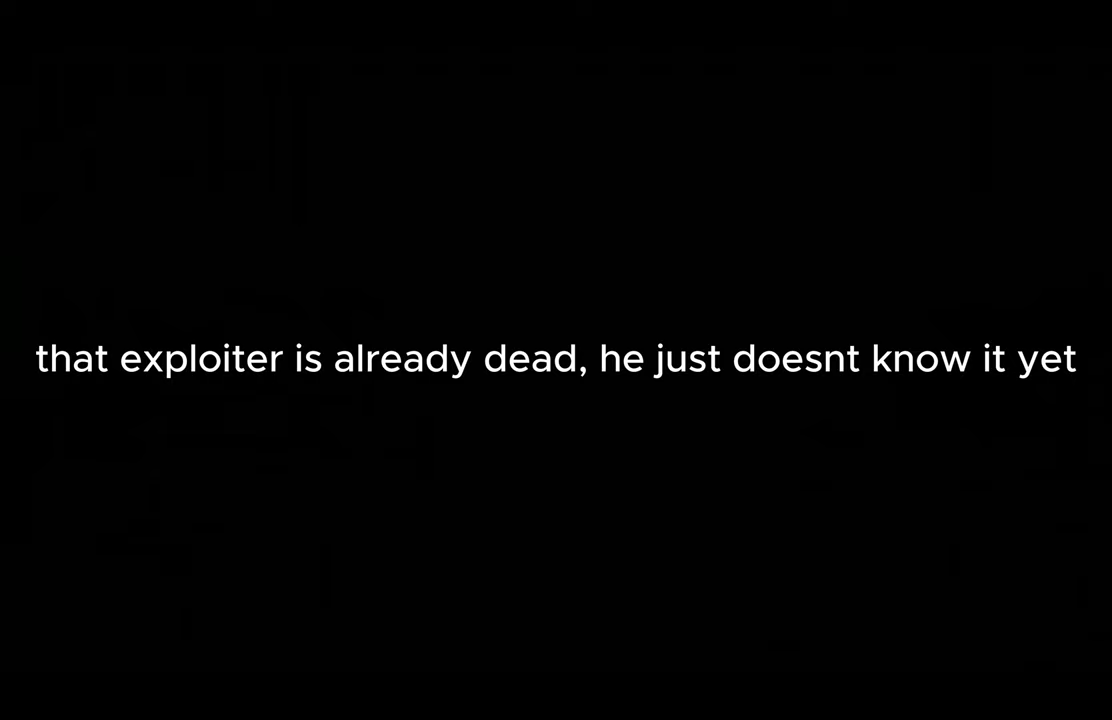 that exploiter is already dead, he just doesnt know it yet